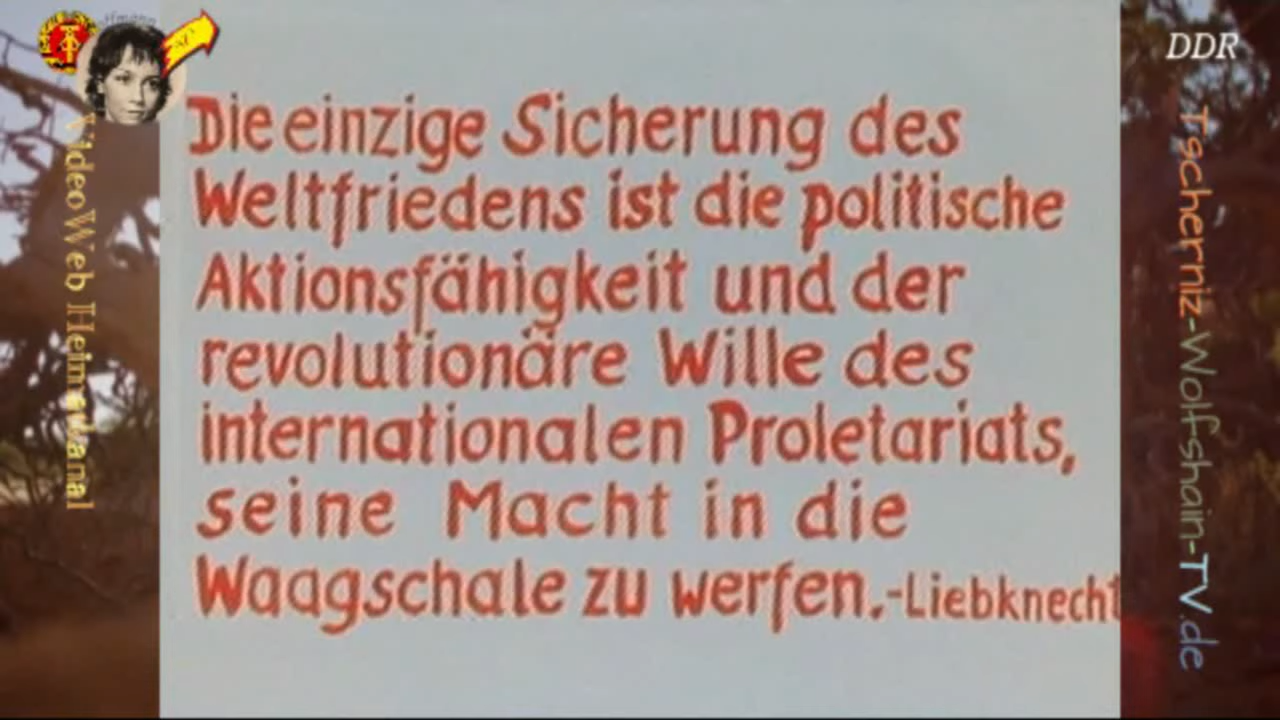 DDR
Die einzige Sicherung des
Weltfriedens ist die politische
Aktionsfähigkeit und der
revolutionäre Wille des
internationalen Proletariats,
seine Macht in die
Waagschale zu werfen.-Liebknecht
VideoWeb Heimatkanal
Tscherniz-Wolfshain-TV.de